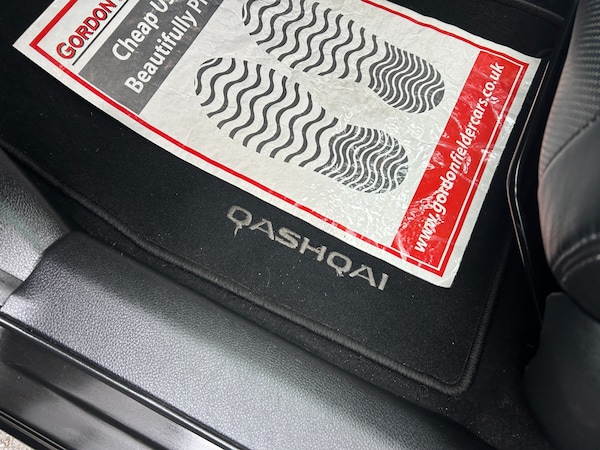 GORDON
Cheap
Beautifully
www.gordonfieldercars.co.uk
QASHQAI